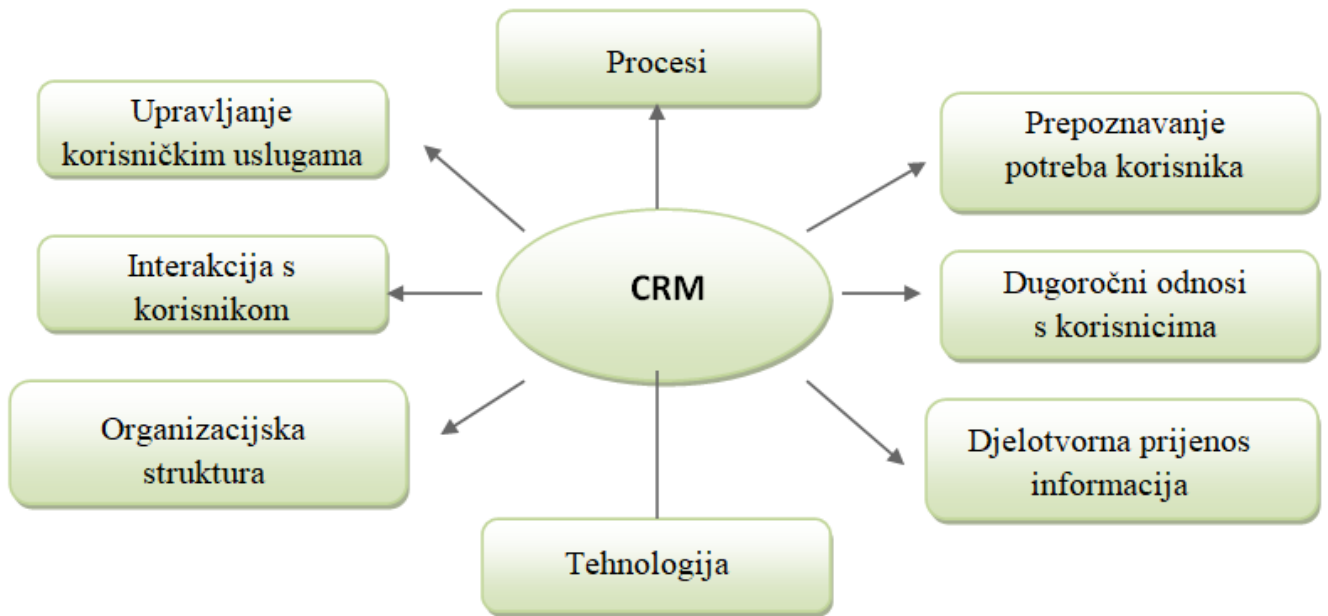 Procesi
Upravljanje
korisničkim uslugama
Prepoznavanje
potreba korisnika
Interakcija s
korisnikom
CRM
Dugoročni odnosi
s korisnicima
Organizacijska
struktura
Djelotvorna prijenos
informacija
Tehnologija